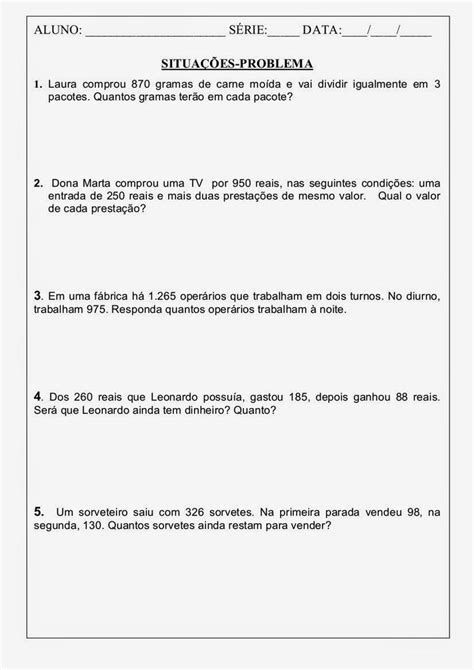 ALUNO: ______________________ SÉRIE:_____ DATA:____/____/_____
SITUAÇÕES-PROBLEMA
1. Laura comprou 870 gramas de carne moída e vai dividir igualmente em 3
pacotes. Quantos gramas terão em cada pacote?
2. Dona Marta comprou uma TV por 950 reais, nas seguintes condições: uma
entrada de 250 reais e mais duas prestações de mesmo valor. Qual o valor
de cada prestação?
3. Em uma fábrica há 1.265 operários que trabalham em dois turnos. No diurno,
trabalham 975. Responda quantos operários trabalham à noite.
4. Dos 260 reais que Leonardo possuía, gastou 185, depois ganhou 88 reais.
Será que Leonardo ainda tem dinheiro? Quanto?
5. Um sorveteiro saiu com 326 sorvetes. Na primeira parada vendeu 98, na
segunda, 130. Quantos sorvetes ainda restam para vender?